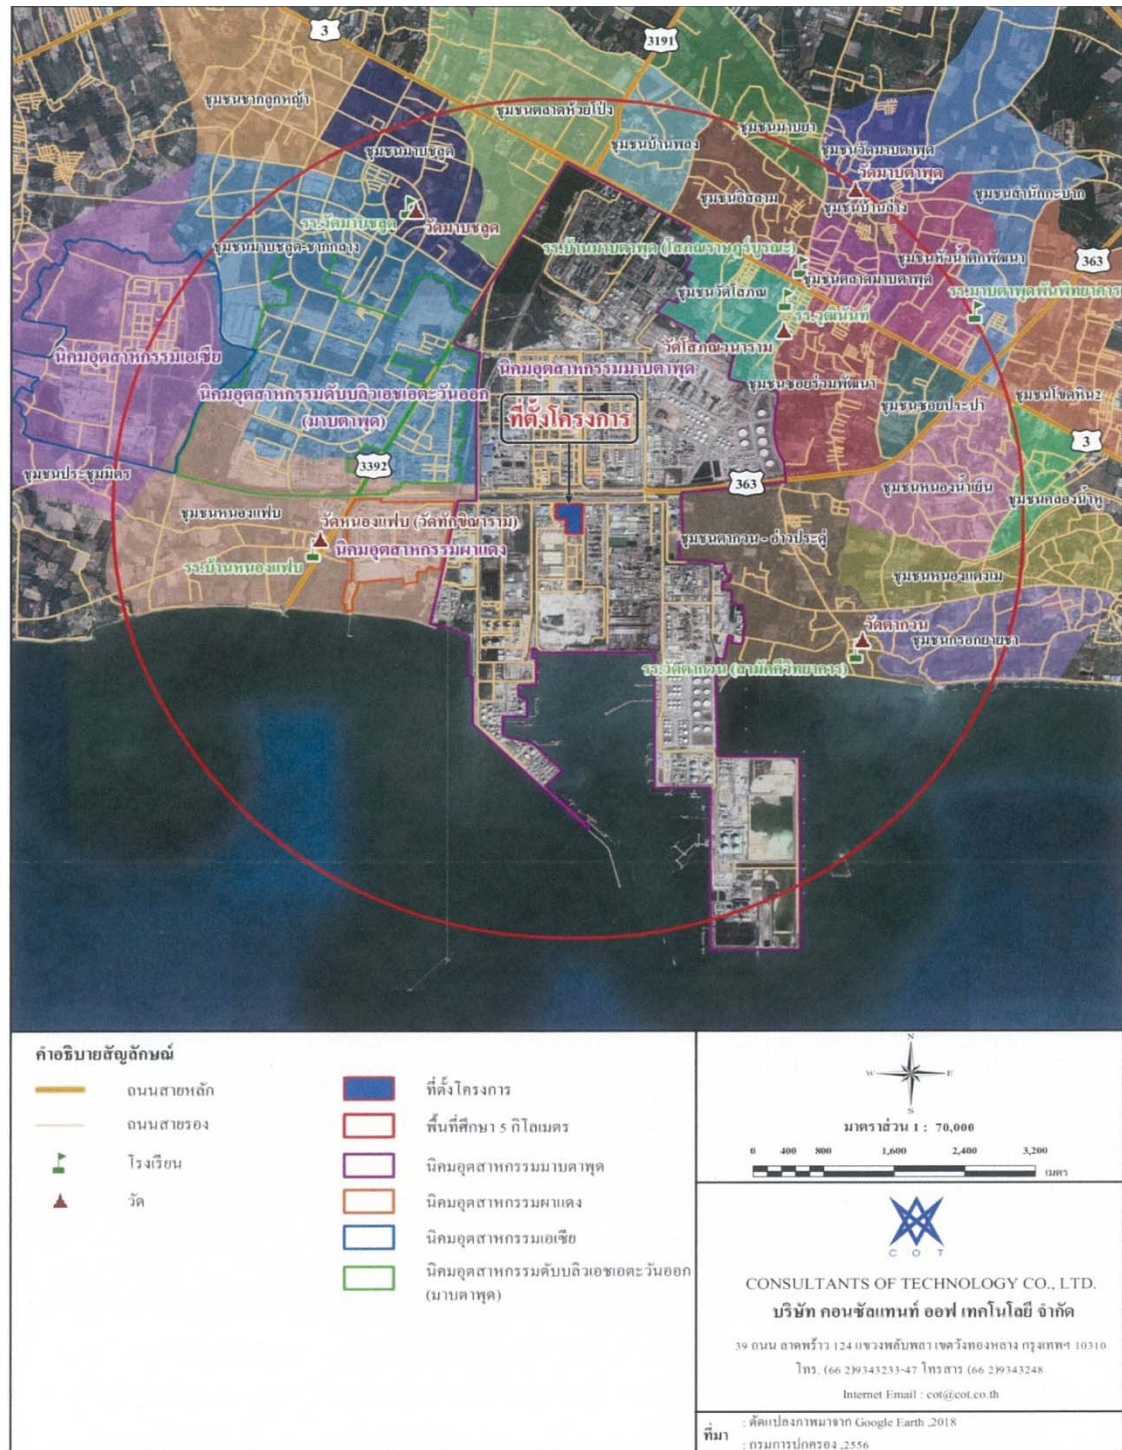 3
3191
ชุมชนชากลูกหญ้า
ชุมชนตลาดห้วยโป่ง
ชุมชนมาบยา
ชุมชนบ้านพลง
ชุมชนมาบชลูด
ชุมชนวัดมาบตาพุด
วัดมาบตาพุด
ชุมชนสำนักกะบาก
ชุมชนอิสลาม
ชุมชนบ้านล่าง
รร.วัดมาบชลูด
วัดมาบชลูด
ชุมชนมาบชลูด-ชากกลาง
รร.บ้านมาบตาพุด (โสภณราษฎร์บูรณะ)
ชุมชนหัวน้ำตกพัฒนา
363
ชุมชนตลาดมาบตาพุด
ชุมชนวัดโสภณ
รร.มาบตาพุดพันพิทยาคาร
รร.วุฒินันท์
วัดโสภณวนาราม
นิคมอุตสาหกรรมเอเชีย
นิคมอุตสาหกรรมมาบตาพุด
ชุมชนซอยร่วมพัฒนา
นิคมอุตสาหกรรมดับบลิวเอชเอตะวันออก
(มาบตาพุด)
ที่ตั้งโครงการ
ชุมชนซอยประปา
ชุมชนโขดหิน2
3
3392
ชุมชนประชุมมิตร
363
ชุมชนหนองน้ำเย็น
ชุมชนคลองน้ำหู
ชุมชนหนองแฟบ
วัดหนองแฟบ (วัดทักขิณาราม)
นิคมอุตสาหกรรมผาแดง
รร.บ้านหนองแฟบ
ชุมชนตากวน - อ่าวประดู่
ชุมชนหนองแตงเม
วัดตากวน
ชุมชนกรอกยายชา
รร.วัดตากวน (สามัคคีวิทยาคาร)
คำอธิบายสัญลักษณ์
ถนนสายหลัก
ถนนสายรอง
โรงเรียน
วัด
ที่ตั้งโครงการ
พื้นที่ศึกษา 5 กิโลเมตร
นิคมอุตสาหกรรมมาบตาพุด
นิคมอุตสาหกรรมผาแดง
นิคมอุตสาหกรรมเอเชีย
นิคมอุตสาหกรรมดับบลิวเอชเอตะวันออก
(มาบตาพุด)
N
W
E
S
มาตราส่วน 1 : 70,000
0 400 800 1,600 2,400 3,200
เมตร
C O T
CONSULTANTS OF TECHNOLOGY CO., LTD.
บริษัท คอนซัลแทนท์ ออฟ เทคโนโลยี จำกัด
39 ถนน ลาดพร้าว 124 แขวงพลับพลา เขตวังทองหลาง กรุงเทพฯ 10310
โทร. (66 2)9343233-47 โทรสาร (66 2)9343248
Internet Email : cot@cot.co.th
ที่มา : ดัดแปลงภาพมาจาก Google Earth ,2018
: กรมการปกครอง ,2556